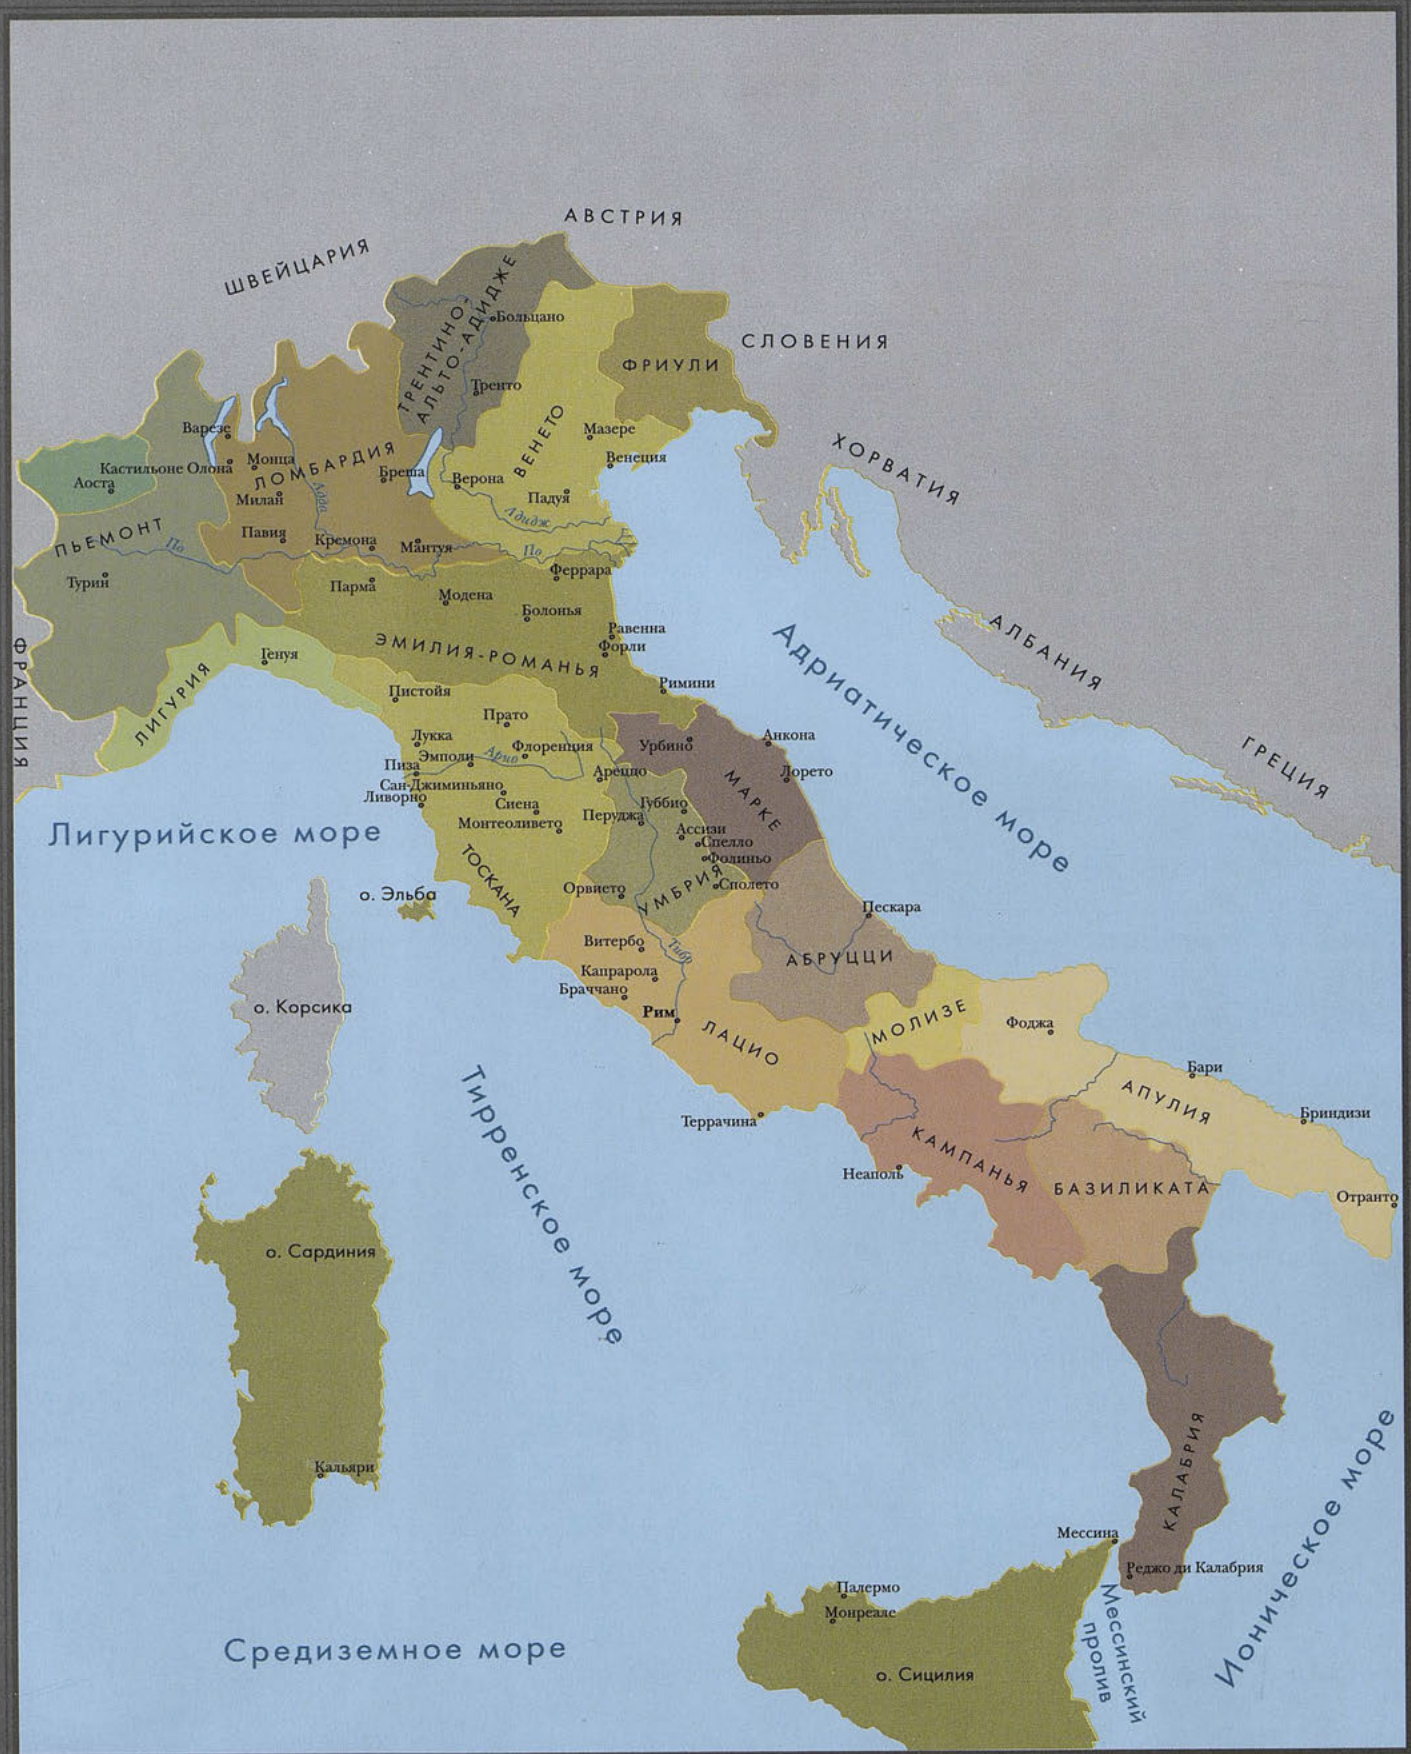 АВСТРИЯ
ШВЕЙЦАРИЯ
СЛОВЕНИЯ
ХОРВАТИЯ
АЛБАНИЯ
ГРЕЦИЯ
ФРАНЦИЯ
ТРЕНТИНО-
АЛЬТО-АДИДЖЕ
Больцано
Тренто
ФРИУЛИ
ВЕНЕТО
Мазере
Венеция
Верона
Падуя
Адидж
По
Варезе
Кастильоне Олона
Монца
ЛОМБАРДИЯ
Бреша
Милан
Адда
Павия
Кремона
Мантуя
Аоста
ПЬЕМОНТ
По
Турин
Парма
Модена
Феррара
Болонья
Равенна
Форли
ЭМИЛИЯ-РОМАНЬЯ
Римини
ЛИГУРИЯ
Генуя
Пистойя
Прато
Лукка
Флоренция
Эмполи
Арно
Пиза
Сан-Джиминьяно
Ливорно
Сиена
Монтеоливето
Ареццо
ТОСКАНА
Урбино
Анкона
Лорето
МАРКЕ
Губбио
Перуджа
Ассизи
Спелло
Фолиньо
Сполето
УМБРИЯ
Орвието
Адриатическое море
Лигурийское море
о. Эльба
о. Корсика
Витербо
Тибр
Капрарола
Браччано
Рим
ЛАЦИО
Террачина
Пескара
АБРУЦЦИ
МОЛИЗЕ
Фоджа
Бари
АПУЛИЯ
Бриндизи
Отранто
КАМПАНЬЯ
Неаполь
БАЗИЛИКАТА
Тирренское море
о. Сардиния
Кальяри
КАЛАБРИЯ
Мессина
Реджо ди Калабрия
Палермо
Монреале
о. Сицилия
Мессинский
пролив
Ионическое море
Средиземное море